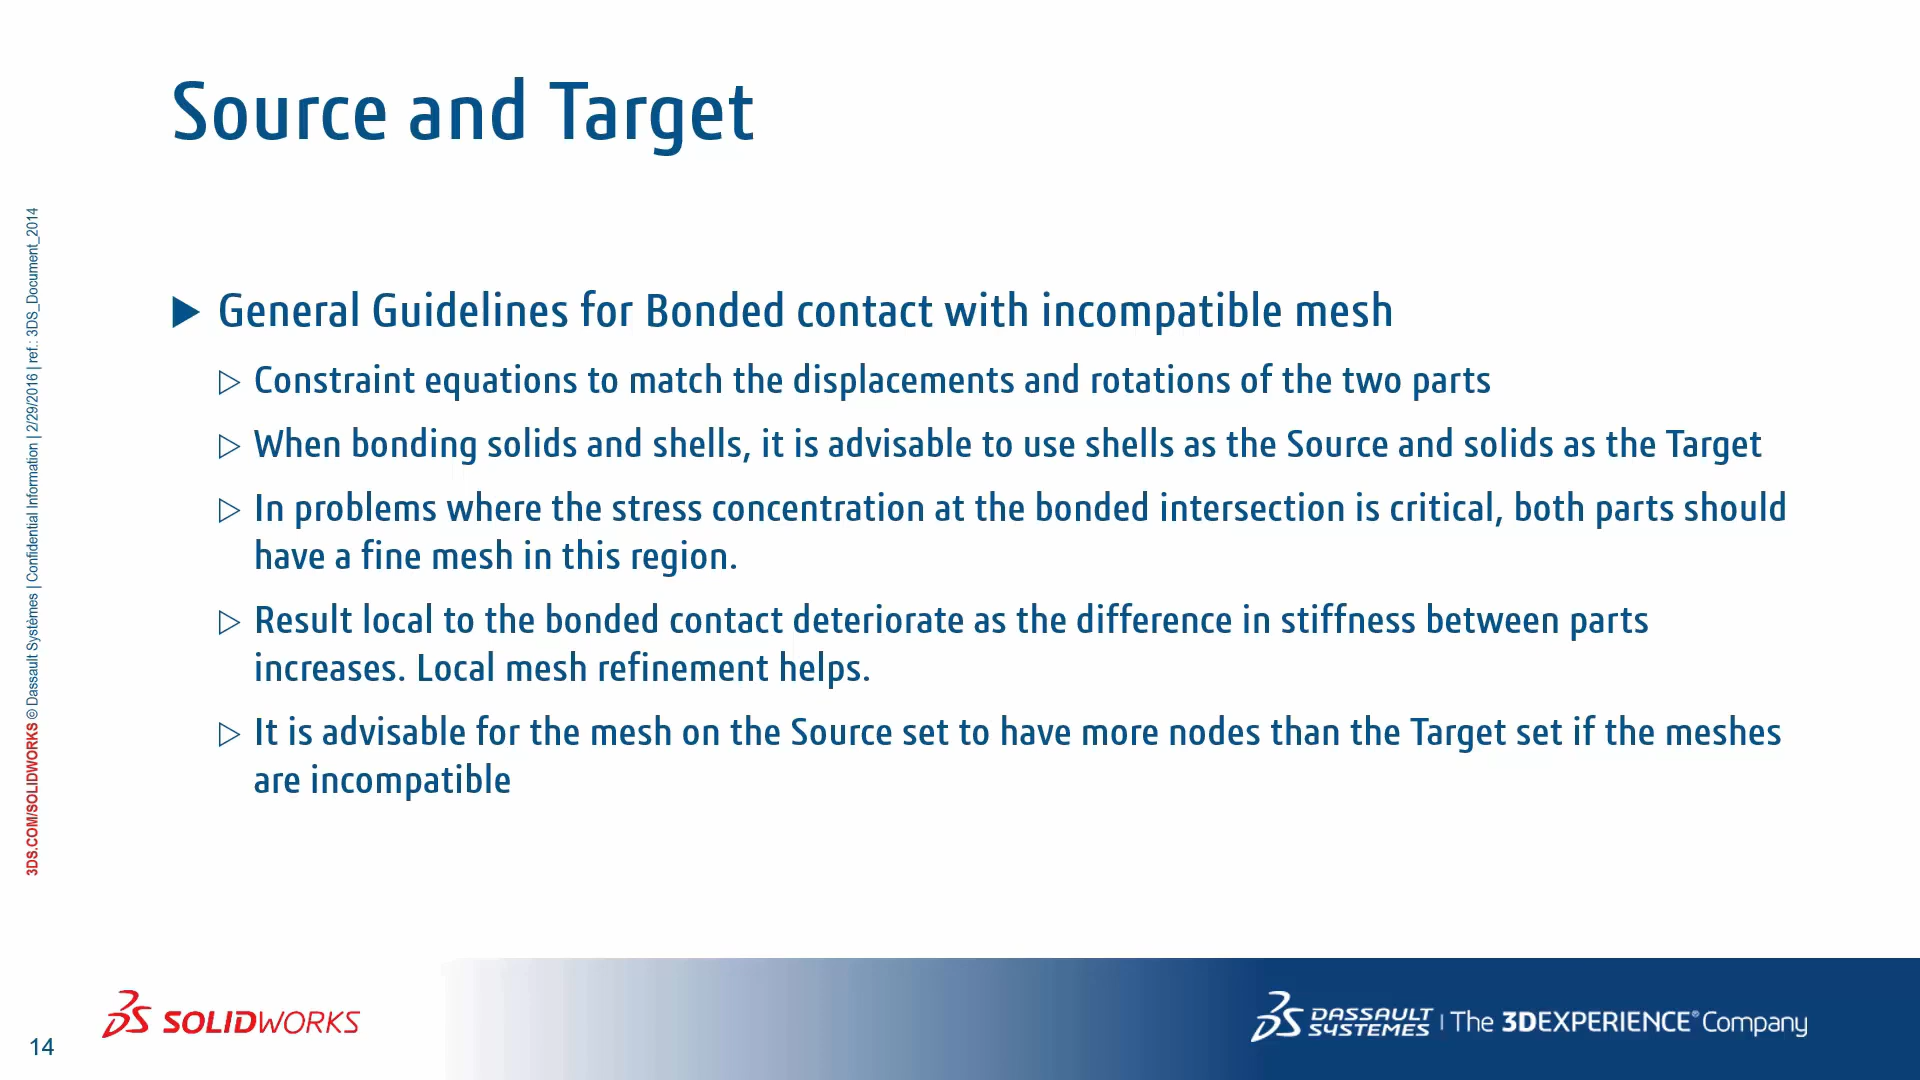 Source and Target
▶ General Guidelines for Bonded contact with incompatible mesh
▷ Constraint equations to match the displacements and rotations of the two parts
▷ When bonding solids and shells, it is advisable to use shells as the Source and solids as the Target
▷ In problems where the stress concentration at the bonded intersection is critical, both parts should
have a fine mesh in this region.
▷ Result local to the bonded contact deteriorate as the difference in stiffness between parts
increases. Local mesh refinement helps.
▷ It is advisable for the mesh on the Source set to have more nodes than the Target set if the meshes
are incompatible
3DS.COM/SOLIDWORKS © Dassault Systèmes | Confidential Information | 2/29/2016 | ref.: 3DS_Document_2014
14
SOLIDWORKS
DASSAULT
SYSTEMES | The 3DEXPERIENCE® Company